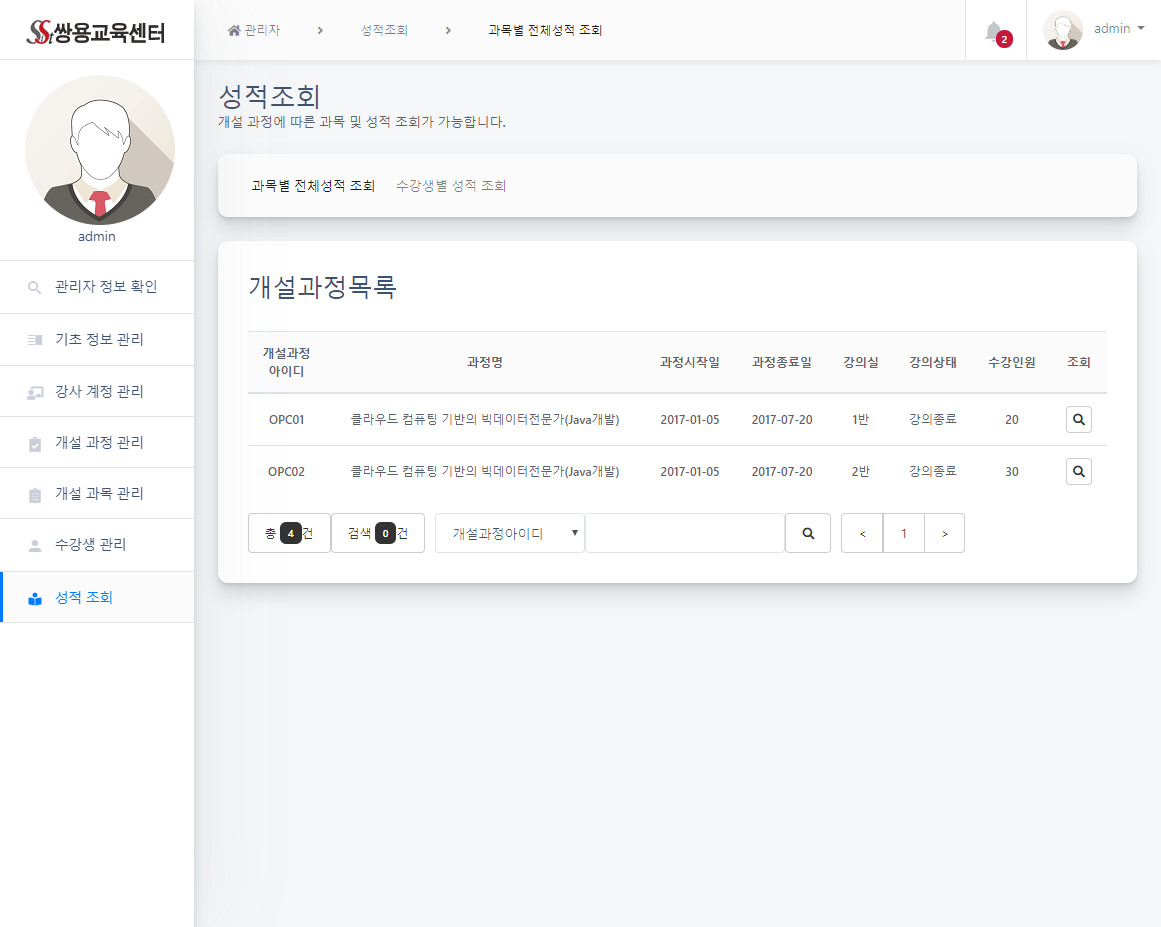 SSt쌍용교육센터
관리자 > 성적조회 > 과목별 전체성적 조회
2
admin
admin
관리자 정보 확인
기초 정보 관리
강사 계정 관리
개설 과정 관리
개설 과목 관리
수강생 관리
성적 조회
성적조회
개설 과정에 따른 과목 및 성적 조회가 가능합니다.
과목별 전체성적 조회 수강생별 성적 조회
개설과정목록
개설과정 아이디 과정명 과정시작일 과정종료일 강의실 강의상태 수강인원 조회
OPC01 클라우드 컴퓨팅 기반의 빅데이터전문가(Java개발) 2017-01-05 2017-07-20 1반 강의종료 20
OPC02 클라우드 컴퓨팅 기반의 빅데이터전문가(Java개발) 2017-01-05 2017-07-20 2반 강의종료 30
총 4 건 검색 0 건 개설과정아이디 < 1 >